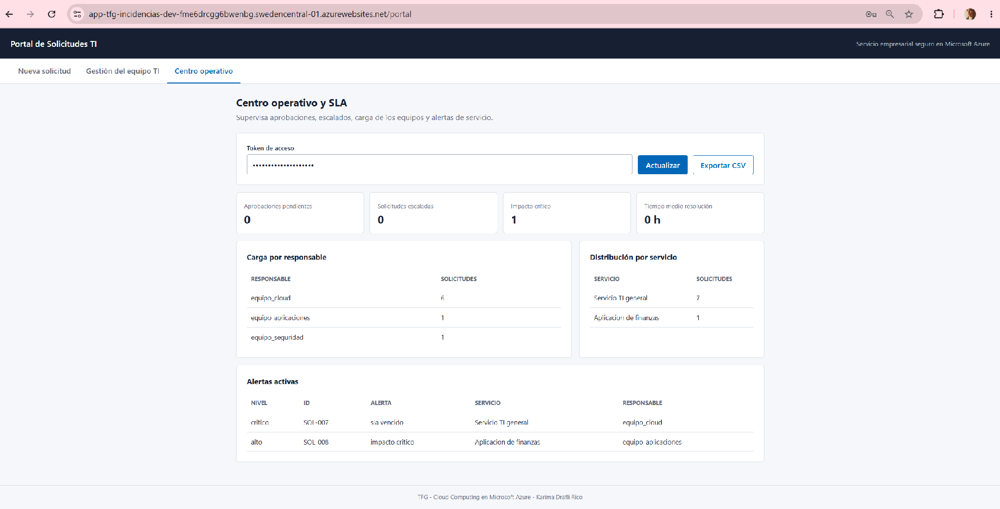 app-tfg-incidencias-dev-fme6drcgg6bwenbg.swedencentral-01.azurewebsites.net/portal
Portal de Solicitudes TI
Servicio empresarial seguro en Microsoft Azure
Nueva solicitud
Gestión del equipo TI
Centro operativo
Centro operativo y SLA
Supervisa aprobaciones, escalados, carga de los equipos y alertas de servicio.
Token de acceso
••••••••••••••••••••
Actualizar
Exportar CSV
Aprobaciones pendientes
0
Solicitudes escaladas
0
Impacto crítico
1
Tiempo medio resolución
0 h
Carga por responsable
RESPONSABLE SOLICITUDES
equipo_cloud 6
equipo_aplicaciones 1
equipo_seguridad 1
Distribución por servicio
SERVICIO SOLICITUDES
Servicio TI general 7
Aplicacion de finanzas 1
Alertas activas
NIVEL ID ALERTA SERVICIO RESPONSABLE
critico SOL-007 sla vencido Servicio TI general equipo_cloud
alto SOL-008 impacto critico Aplicacion de finanzas equipo_aplicaciones
TFG - Cloud Computing en Microsoft Azure - Karima Drafli Rico